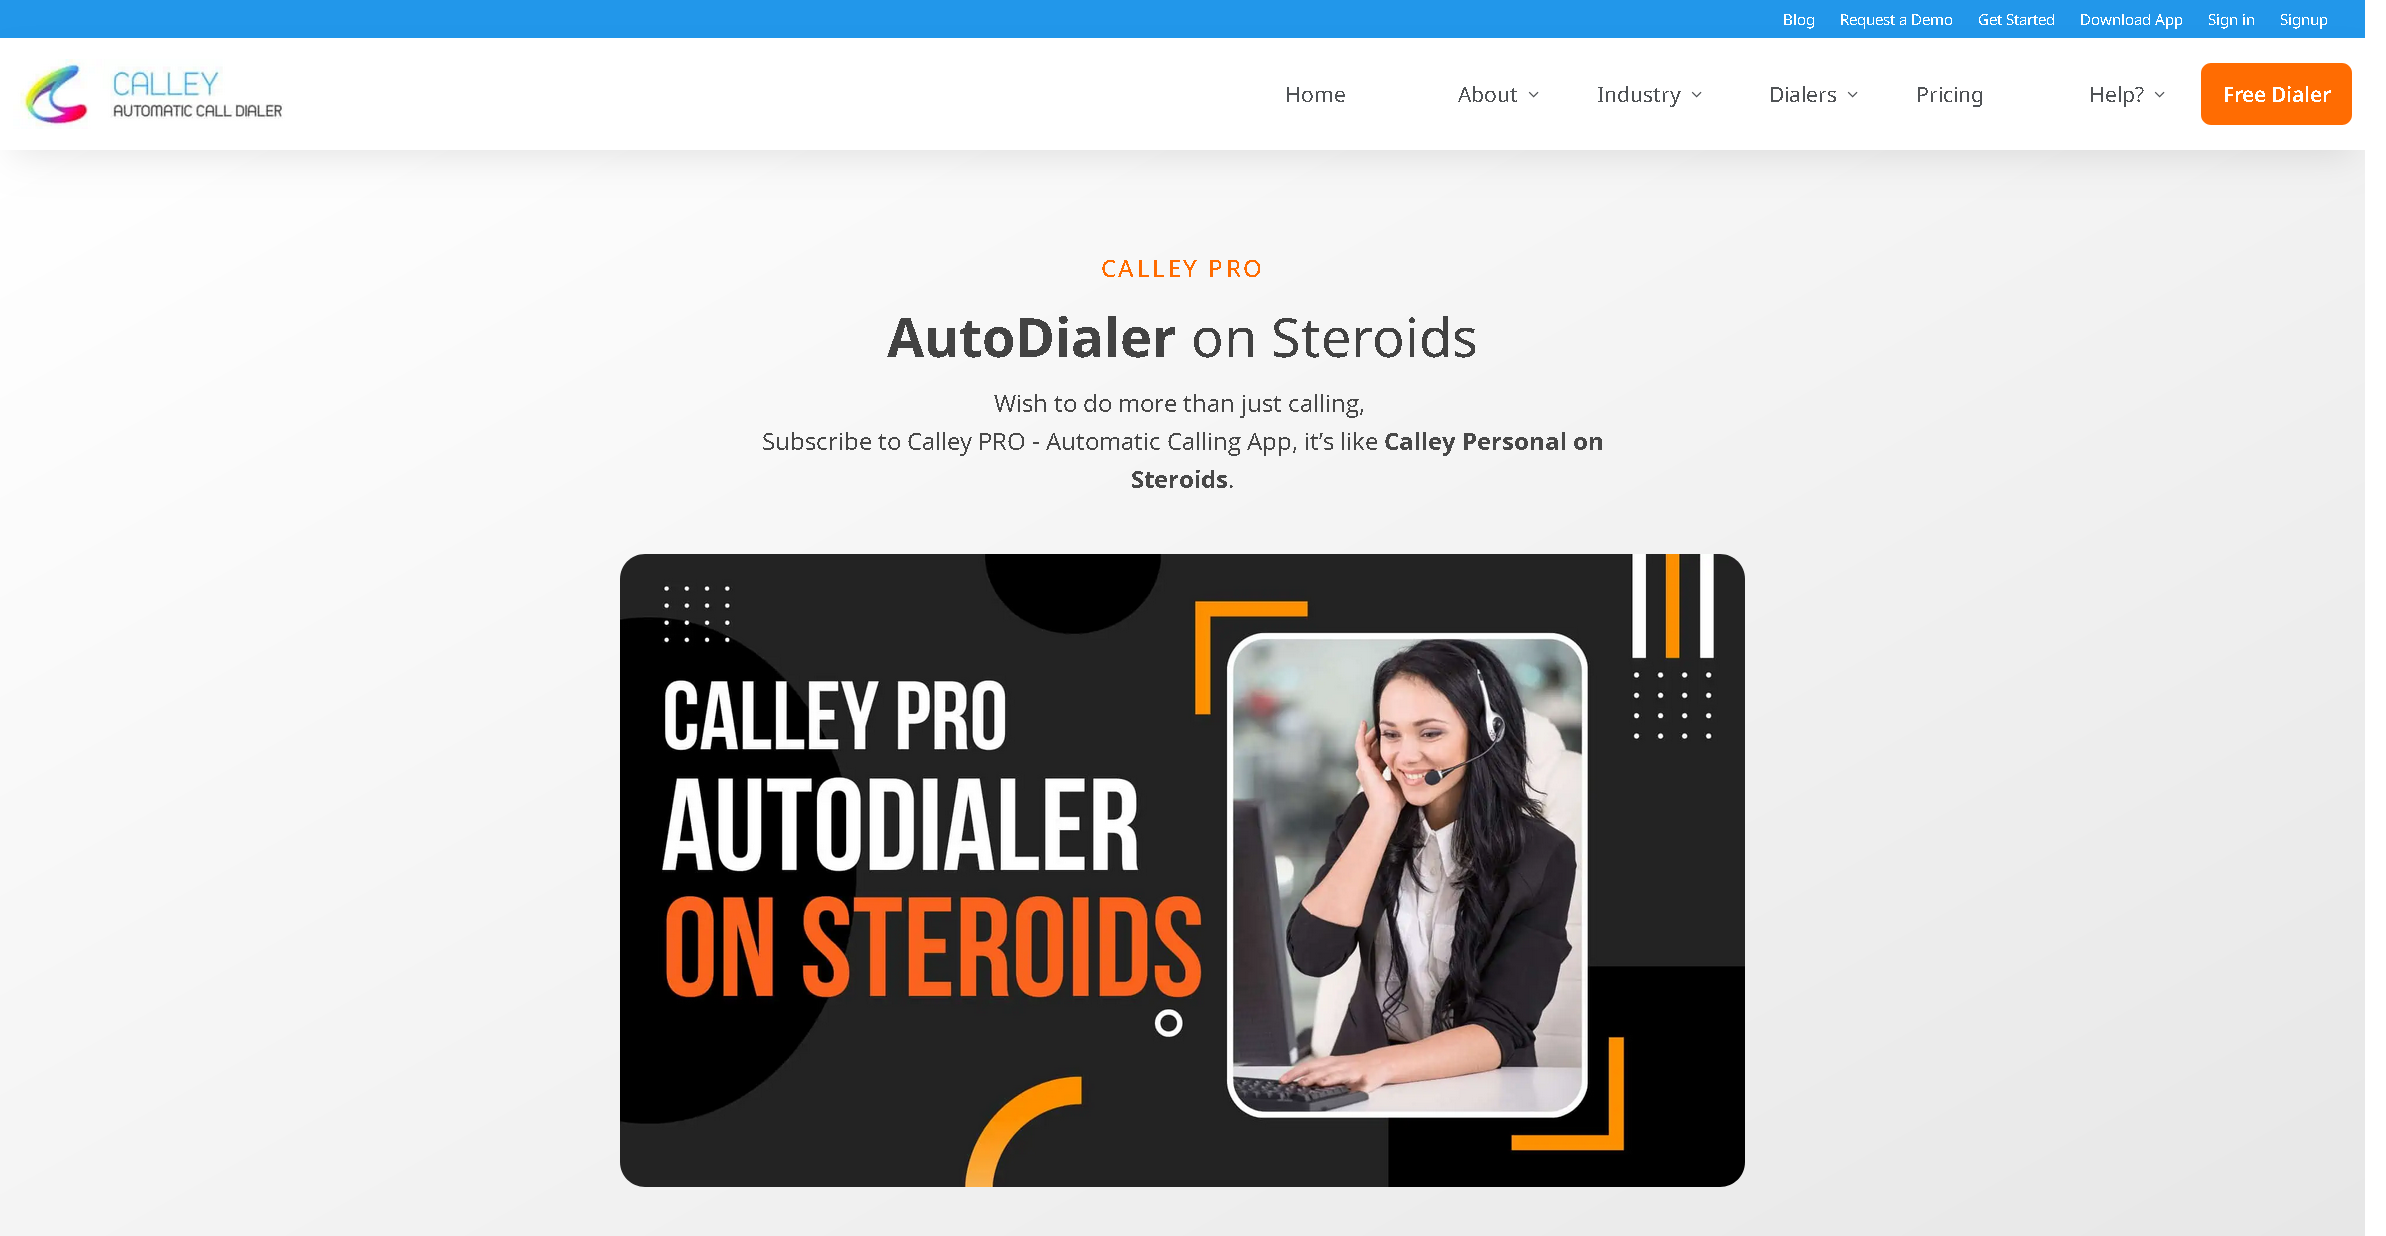 Blog Request a Demo Get Started Download App Sign in Signup
CALLEY
AUTOMATIC CALL DIALER
Home About Industry Dialers Pricing Help? Free Dialer
CALLEY PRO
AutoDialer on Steroids
Wish to do more than just calling,
Subscribe to Calley PRO - Automatic Calling App, it’s like Calley Personal on
Steroids.
CALLEY PRO
AUTODIALER
ON STEROIDS